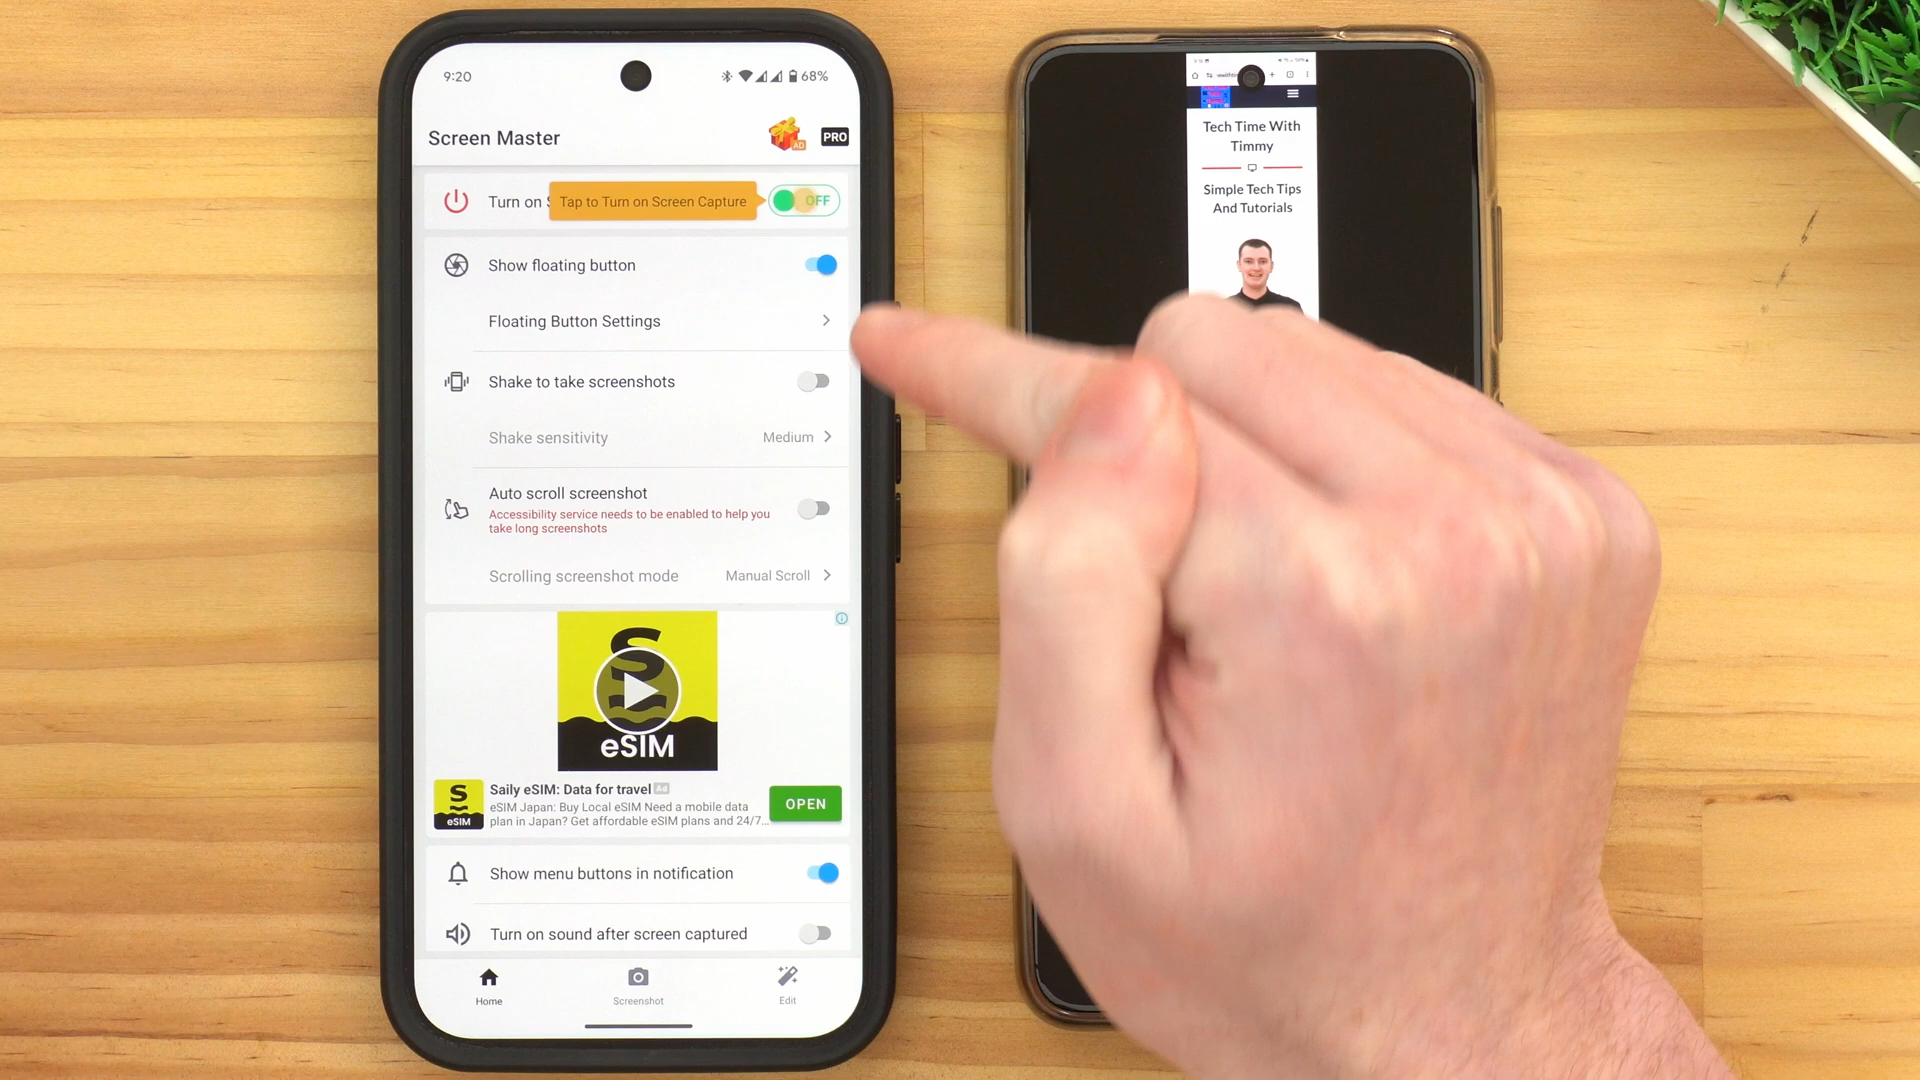 9:20
68%
Screen Master
AD
PRO
Turn on S
Tap to Turn on Screen Capture
OFF
Show floating button
Floating Button Settings
Shake to take screenshots
Shake sensitivity
Medium
Auto scroll screenshot
Accessibility service needs to be enabled to help you
take long screenshots
Scrolling screenshot mode
Manual Scroll
S
eSIM
S
eSIM
Saily eSIM: Data for travel Ad
eSIM Japan: Buy Local eSIM Need a mobile data
plan in Japan? Get affordable eSIM plans and 24/7...
OPEN
Show menu buttons in notification
Turn on sound after screen captured
Home
Screenshot
Edit
Tech Time With
Timmy
Simple Tech Tips
And Tutorials